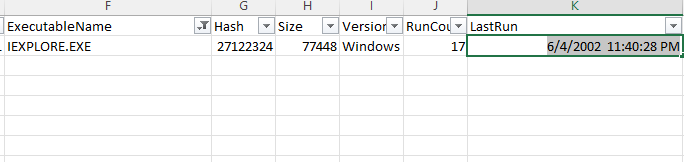 F G H I J K
ExecutableName Hash Size Version RunCou LastRun
IEXPLORE.EXE 27122324 77448 Windows 17 6/4/2002 11:40:28 PM